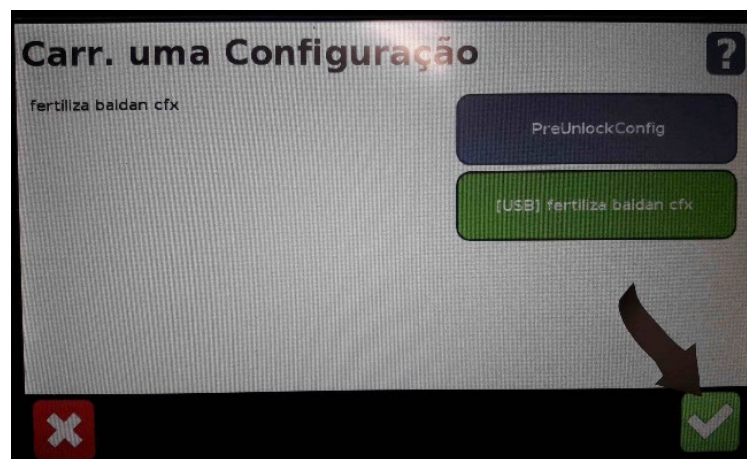 Carr. uma Configuração
?
fertiliza baldan cfx
PreUnlockConfig
[USB] fertiliza baldan cfx